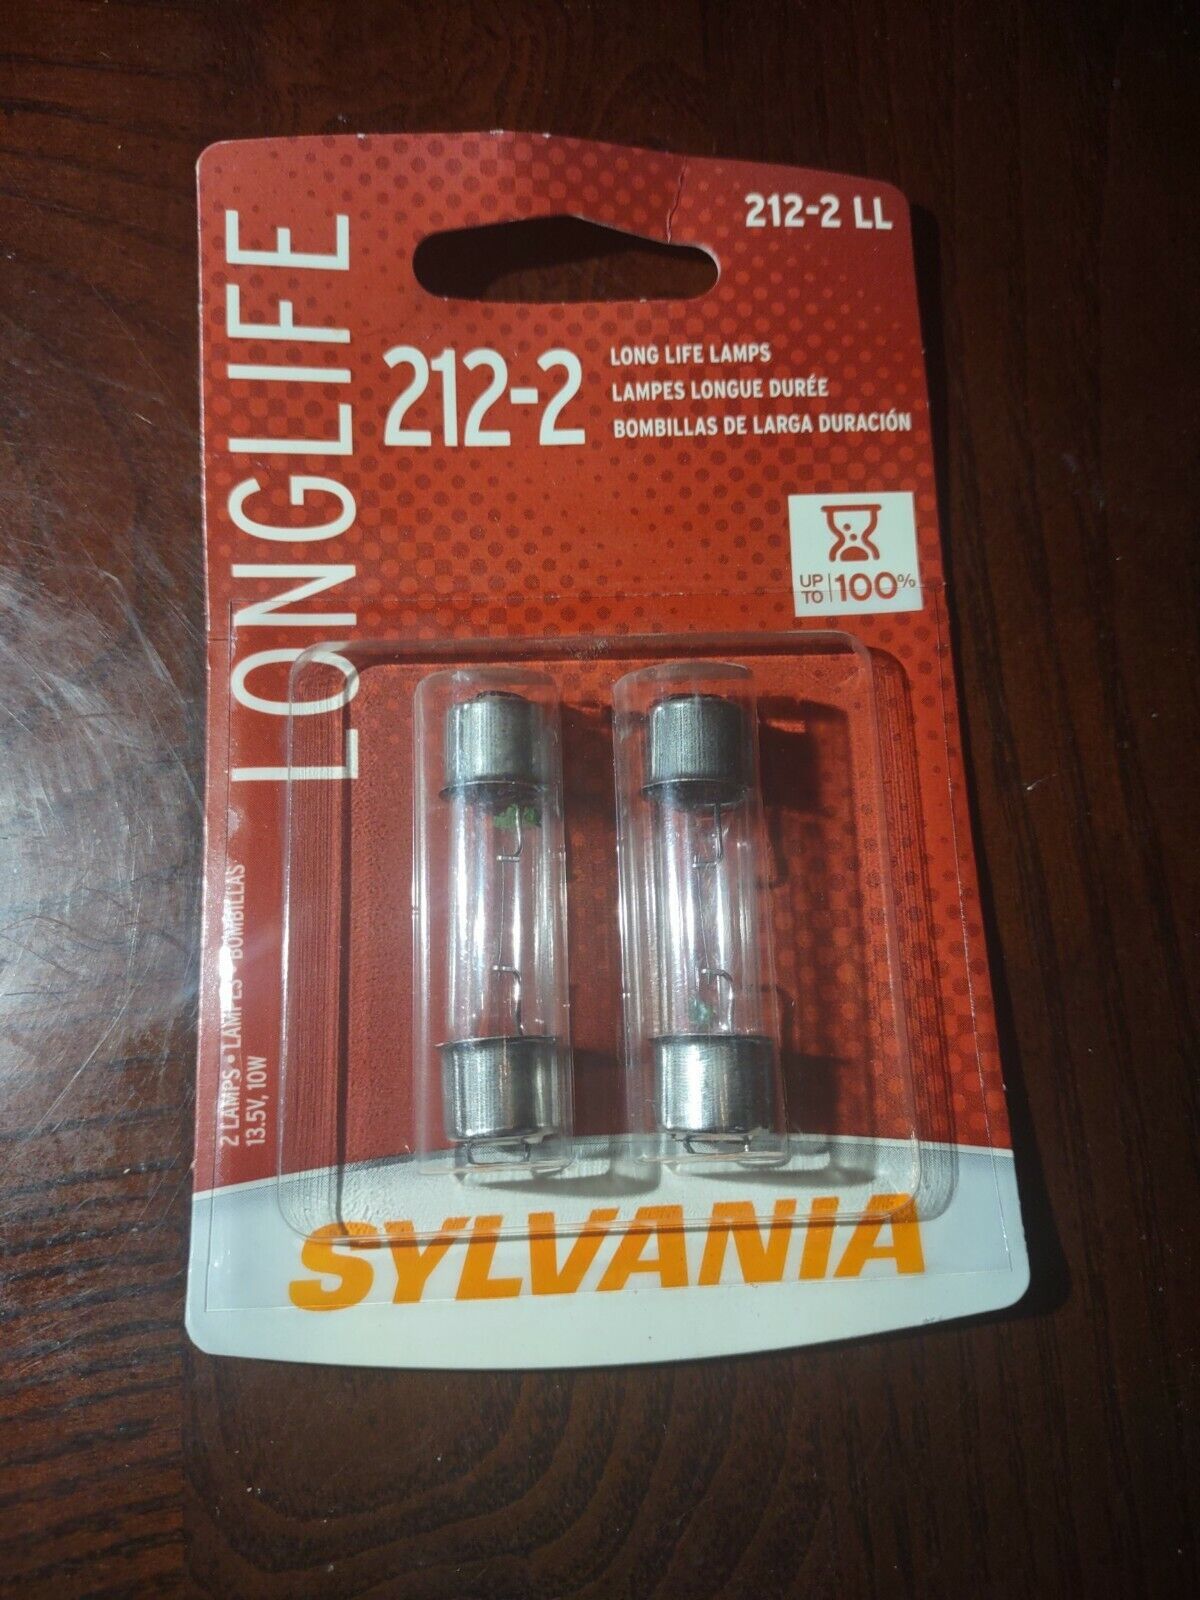 212-2 LL
LONGLIFE
212-2
LONG LIFE LAMPS
LAMPES LONGUE DURÉE
BOMBILLAS DE LARGA DURACIÓN
UP TO 100%
2 LAMPS • LAMPES • BOMBILLAS
13.5V, 10W
SYLVANIA